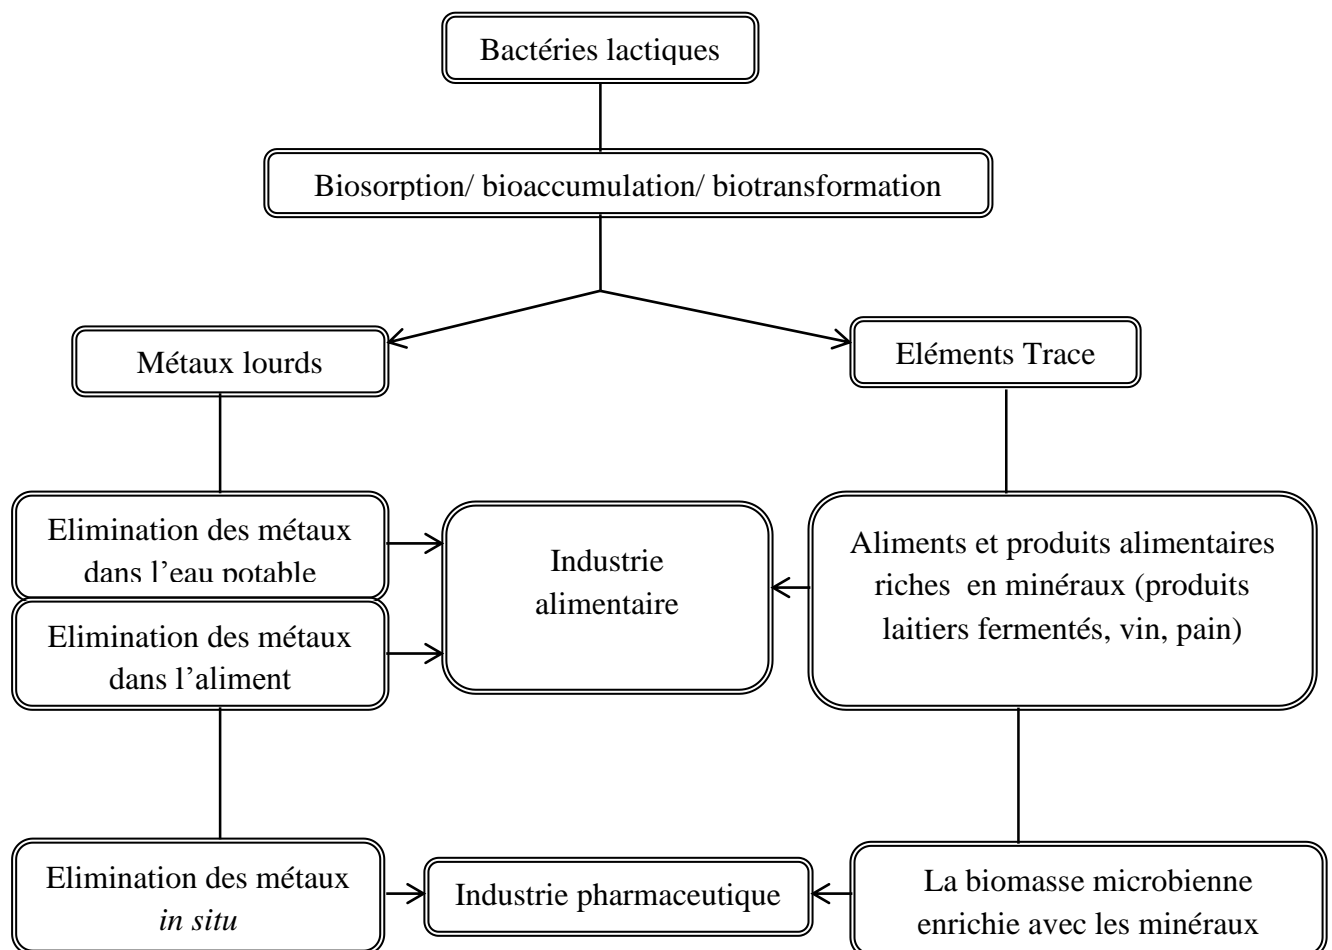 Bactéries lactiques
Biosorption/ bioaccumulation/ biotransformation
Métaux lourds
Eléments Trace
Elimination des métaux
dans l’eau potable
Elimination des métaux
dans l’aliment
Industrie
alimentaire
Aliments et produits alimentaires
riches en minéraux (produits
laitiers fermentés, vin, pain)
Elimination des métaux
in situ
Industrie pharmaceutique
La biomasse microbienne
enrichie avec les minéraux